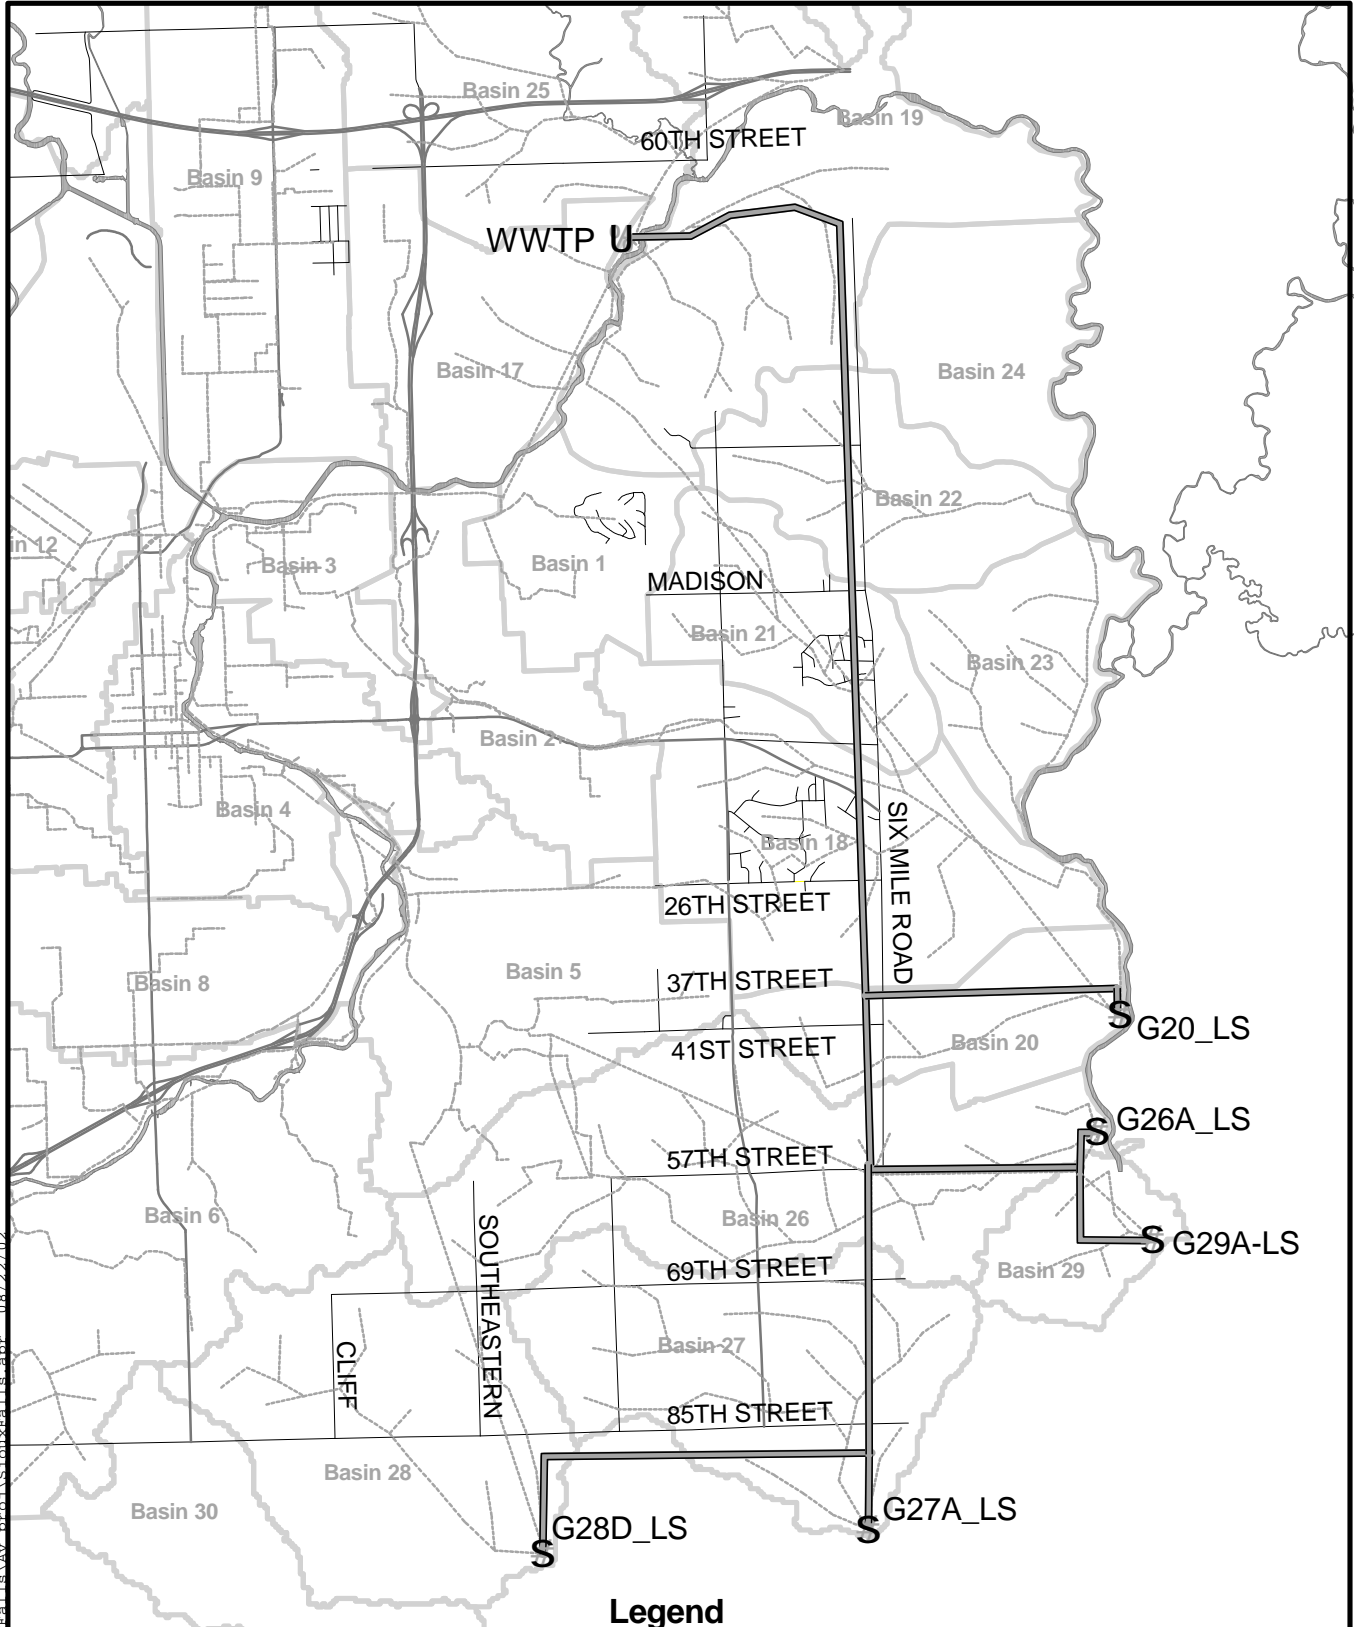 Basin 25
Basin 19
60TH STREET
Basin 9
WWTP U
Basin 17
Basin 24
Basin 22
in 12
Basin 3
Basin 1
MADISON
Basin 21
Basin 23
Basin 2
Basin 4
SIX MILE ROAD
Basin 18
26TH STREET
Basin 5
37TH STREET
Basin 8
S
G20_LS
41ST STREET
Basin 20
G26A_LS
S
57TH STREET
Basin 6
SOUTHEASTERN
Basin 26
S
G29A-LS
69TH STREET
Basin 29
CLIFF
Basin 27
85TH STREET
Basin 28
Basin 30
G27A_LS
S
G28D_LS
S
Legend